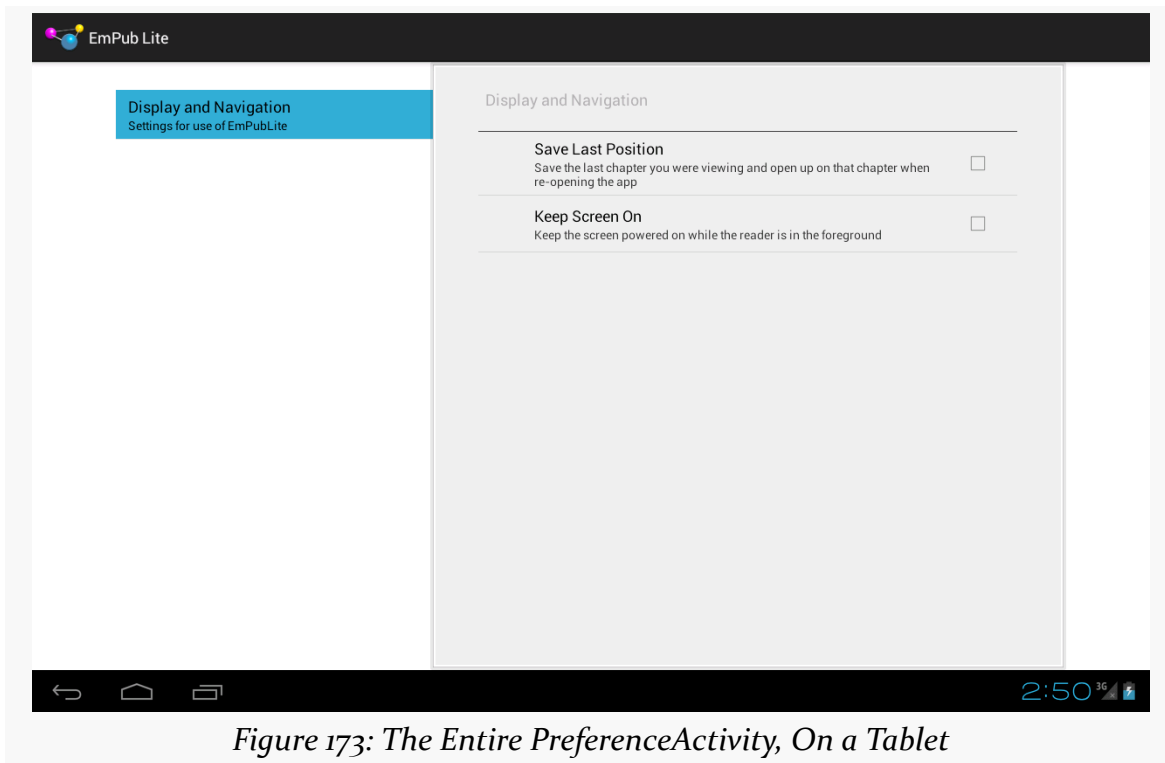 EmPub Lite
Display and Navigation
Settings for use of EmPubLite
Display and Navigation
Save Last Position
Save the last chapter you were viewing and open up on that chapter when
re-opening the app
Keep Screen On
Keep the screen powered on while the reader is in the foreground
2:50 3G
Figure 173: The Entire PreferenceActivity, On a Tablet